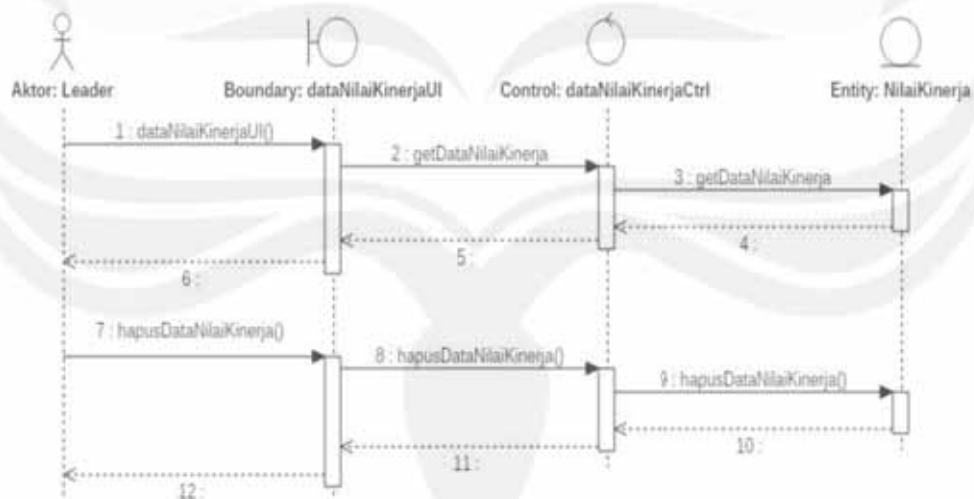 Aktor: Leader
Boundary: dataNilaiKinerjaUI
Control: dataNilaiKinerjaCtrl
Entity: NilaiKinerja
1 : dataNilaiKinerjaUI()
2 : getDataNilaiKinerja
3 : getDataNilaiKinerja
4 :
5 :
6 :
7 : hapusDataNilaiKinerja()
8 : hapusDataNilaiKinerja()
9 : hapusDataNilaiKinerja()
10 :
11 :
12 :